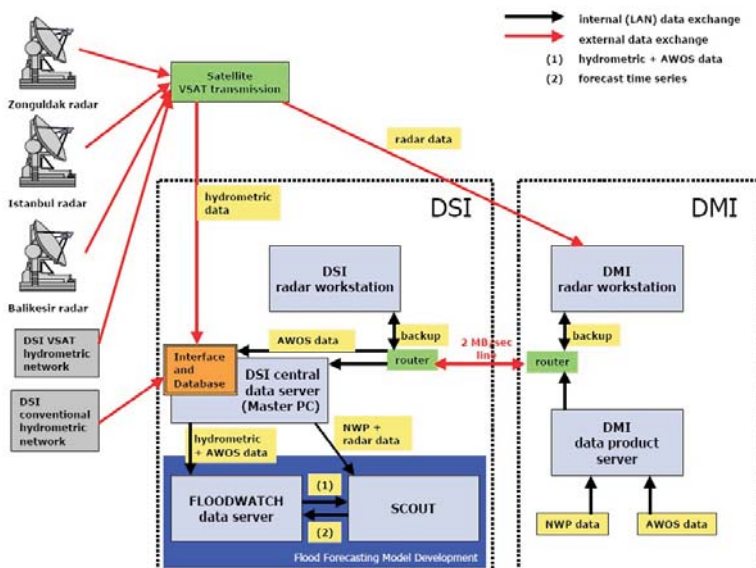 internal (LAN) data exchange
external data exchange
(1) hydrometric + AWOS data
(2) forecast time series
Zonguldak radar
Istanbul radar
Balikesir radar
Satellite
VSAT transmission
radar data
hydrometric
data
DSI
DMI
DSI
radar workstation
DMI
radar workstation
DSI VSAT
hydrometric
network
DSI
conventional
hydrometric
network
AWOS data
backup
router
2 MB/sec
line
backup
router
Interface
and
Database
DSI central
data server
(Master PC)
DMI
data product
server
hydrometric
+ AWOS data
NWP +
radar data
FLOODWATCH
data server
(1)
(2)
SCOUT
NWP data
AWOS data
Flood Forecasting Model Development